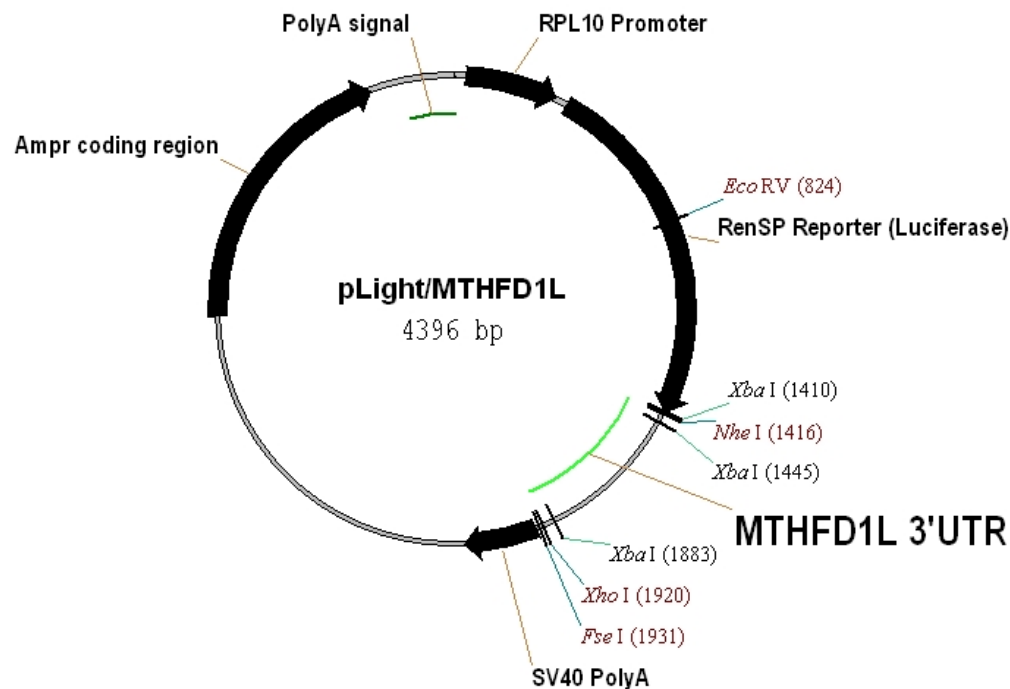 PolyA signal
RPL10 Promoter
Ampr coding region
EcoRV (824)
RenSP Reporter (Luciferase)
pLight/MTHFD1L
4396 bp
XbaI (1410)
NheI (1416)
XbaI (1445)
MTHFD1L 3'UTR
XbaI (1883)
XhoI (1920)
FseI (1931)
SV40 PolyA